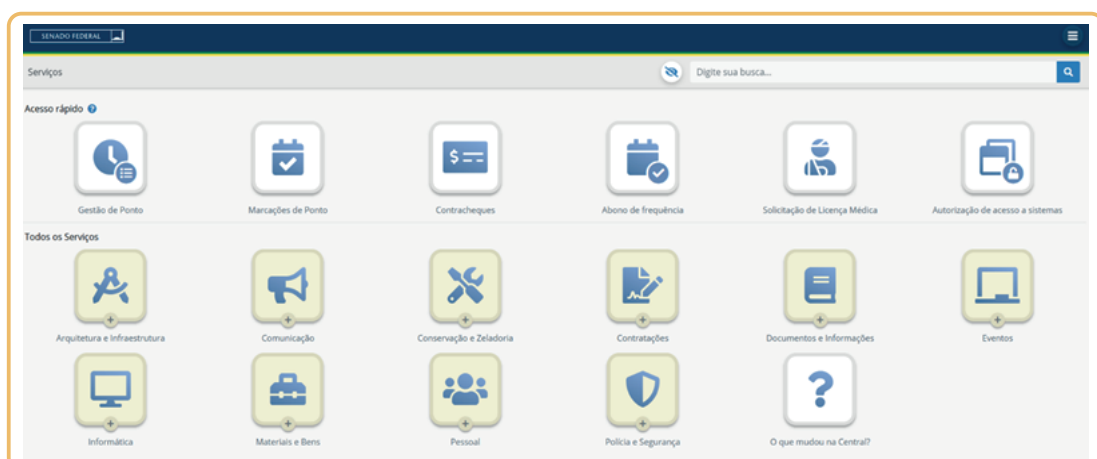 SENADO FEDERAL
Serviços
Digite sua busca...
Acesso rápido
Gestão de Ponto
Marcações de Ponto
Contracheques
Abono de frequência
Solicitação de Licença Médica
Autorização de acesso a sistemas
Todos os Serviços
Arquitetura e Infraestrutura
Comunicação
Conservação e Zeladoria
Contratações
Documentos e Informações
Eventos
Informática
Materiais e Bens
Pessoal
Polícia e Segurança
O que mudou na Central?